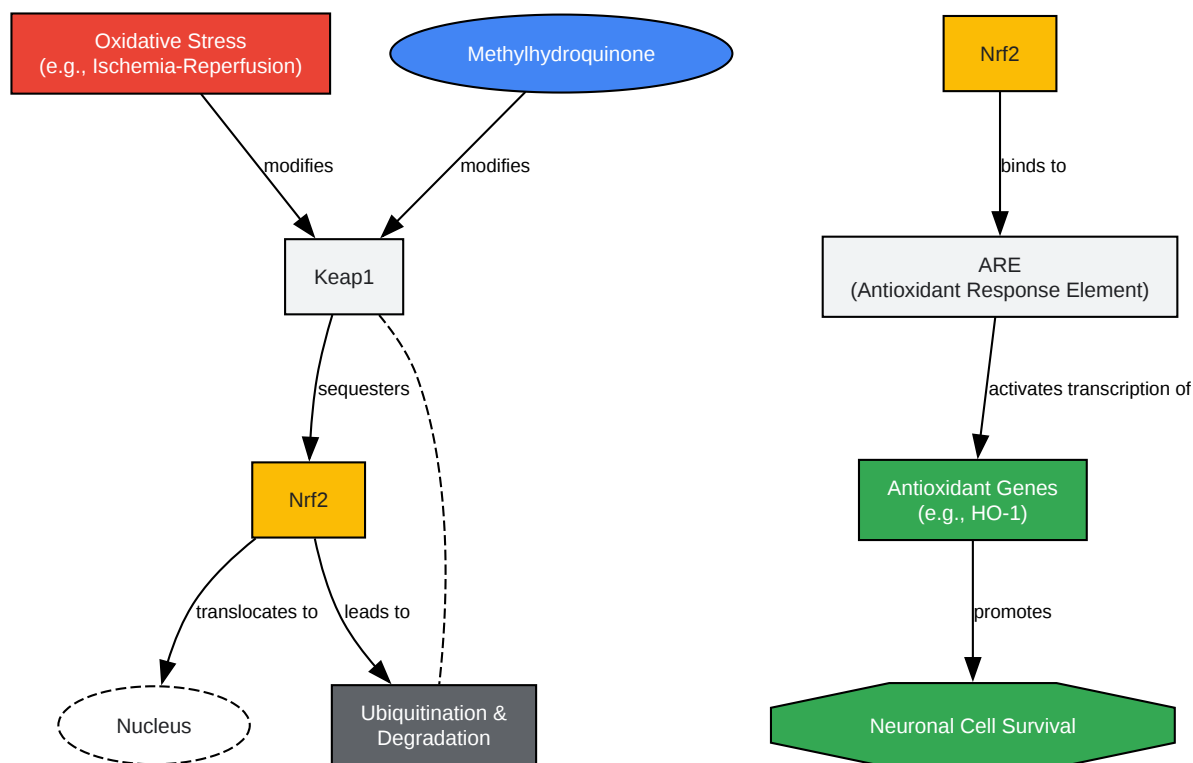 Oxidative Stress
(e.g., Ischemia-Reperfusion)
Methylhydroquinone
Nrf2
modifies
modifies
binds to
Keap1
ARE
(Antioxidant Response Element)
sequesters
activates transcription of
Nrf2
Antioxidant Genes
(e.g., HO-1)
translocates to
leads to
promotes
Nucleus
Ubiquitination &
Degradation
Neuronal Cell Survival